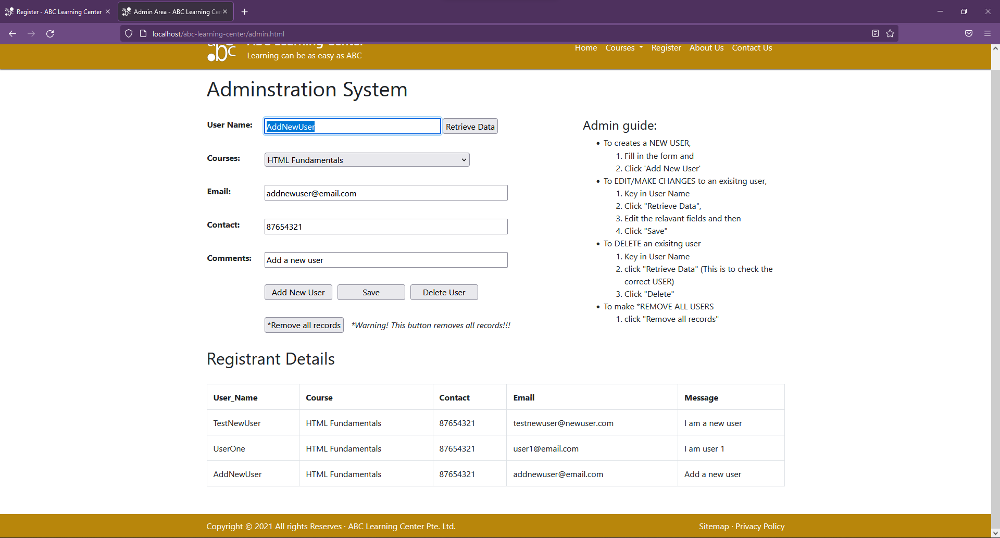 Register - ABC Learning Center
Admin Area - ABC Learning Cen
localhost/abc-learning-center/admin.html
abc ABC Learning Center
Learning can be as easy as ABC
Home Courses Register About Us Contact Us
Adminstration System
User Name: AddNewUser Retrieve Data
Courses: HTML Fundamentals
Email: addnewuser@email.com
Contact: 87654321
Comments: Add a new user
Add New User Save Delete User
*Remove all records *Warning! This button removes all records!!!
Admin guide:
• To creates a NEW USER,
1. Fill in the form and
2. Click 'Add New User'
• To EDIT/MAKE CHANGES to an exisitng user,
1. Key in User Name
2. Click "Retrieve Data",
3. Edit the relavant fields and then
4. Click "Save"
• To DELETE an exisitng user
1. Key in User Name
2. click "Retrieve Data" (This is to check the
correct USER)
3. Click "Delete"
• To make *REMOVE ALL USERS
1. click "Remove all records"
Registrant Details
User_Name Course Contact Email Message
TestNewUser HTML Fundamentals 87654321 testnewuser@newuser.com I am a new user
UserOne HTML Fundamentals 87654321 user1@email.com I am user 1
AddNewUser HTML Fundamentals 87654321 addnewuser@email.com Add a new user
Copyright © 2021 All rights Reserves · ABC Learning Center Pte. Ltd.
Sitemap · Privacy Policy